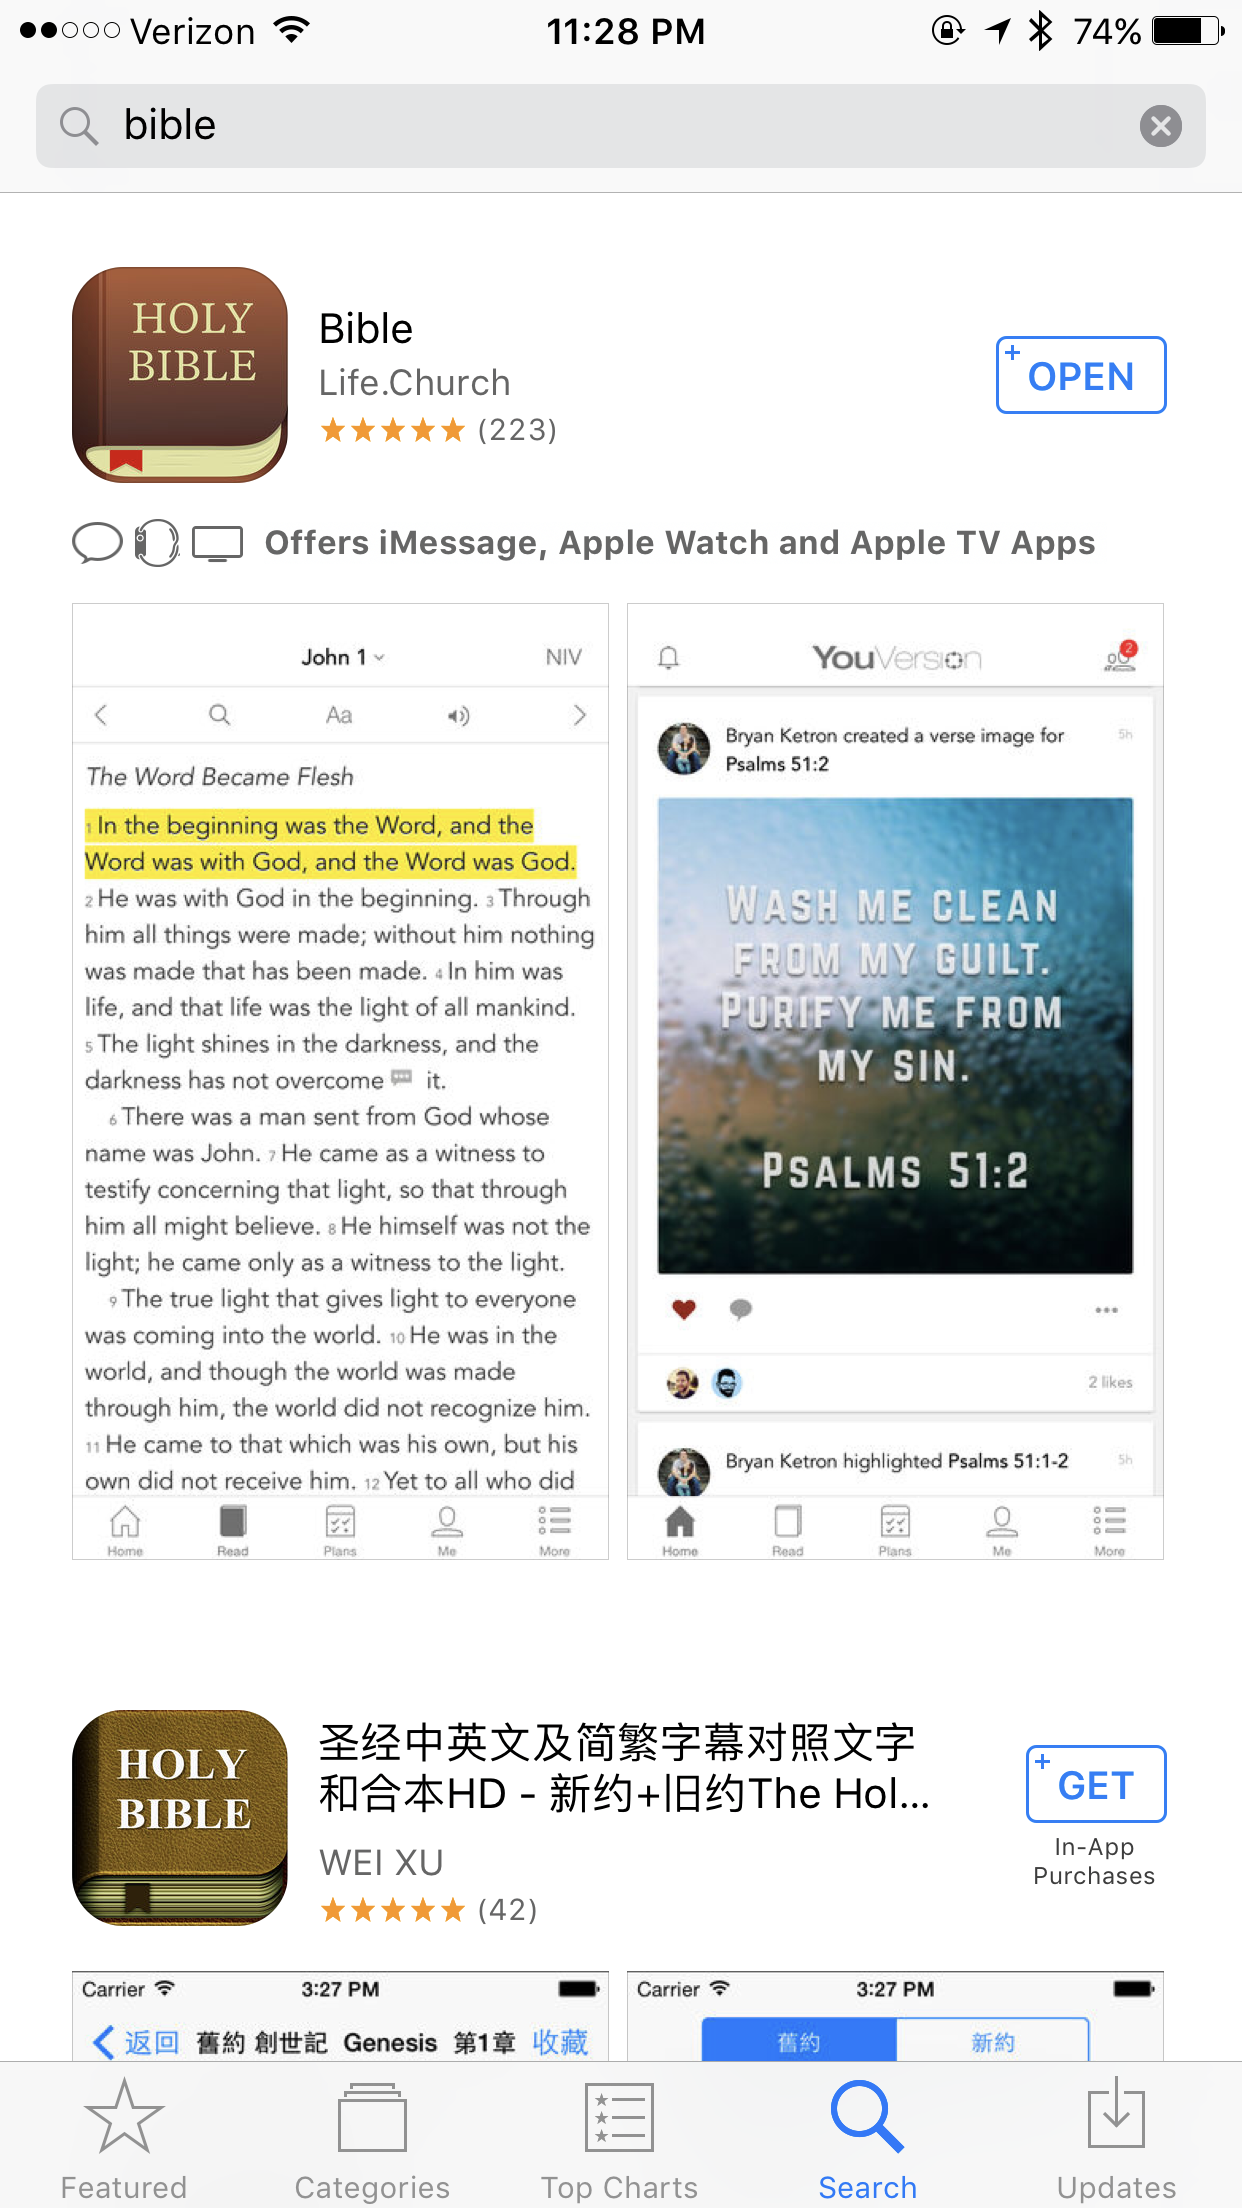 Verizon 11:28 PM 74%
bible
HOLY
BIBLE
Bible
Life.Church
(223)
+ OPEN
Offers iMessage, Apple Watch and Apple TV Apps
John 1 NIV
Aa
The Word Became Flesh
1 In the beginning was the Word, and the
Word was with God, and the Word was God.
2 He was with God in the beginning. 3 Through
him all things were made; without him nothing
was made that has been made. 4 In him was
life, and that life was the light of all mankind.
5 The light shines in the darkness, and the
darkness has not overcome it.
6 There was a man sent from God whose
name was John. 7 He came as a witness to
testify concerning that light, so that through
him all might believe. 8 He himself was not the
light; he came only as a witness to the light.
9 The true light that gives light to everyone
was coming into the world. 10 He was in the
world, and though the world was made
through him, the world did not recognize him.
11 He came to that which was his own, but his
own did not receive him. 12 Yet to all who did
Home Read Plans Me More
YouVersion 2
Bryan Ketron created a verse image for 5h
Psalms 51:2
WASH ME CLEAN
FROM MY GUILT.
PURIFY ME FROM
MY SIN.
PSALMS 51:2
2 likes
Bryan Ketron highlighted Psalms 51:1-2 5h
Home Read Plans Me More
HOLY
BIBLE
圣经中英文及简繁字幕对照文字
和合本HD - 新约+旧约The Hol...
WEI XU
(42)
+ GET
In-App
Purchases
Carrier 3:27 PM
返回 舊約 創世記 Genesis 第1章 收藏
Carrier 3:27 PM
舊約 新約
Featured Categories Top Charts Search Updates